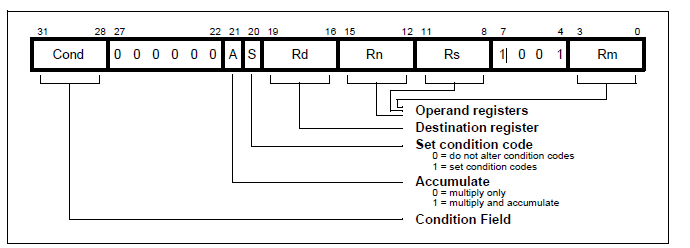 31 28 27 22 21 20 19 16 15 12 11 8 7 4 3 0
Cond 0 0 0 0 0 0 A S Rd Rn Rs 1 0 0 1 Rm
Operand registers
Destination register
Set condition code
0 = do not alter condition codes
1 = set condition codes
Accumulate
0 = multiply only
1 = multiply and accumulate
Condition Field